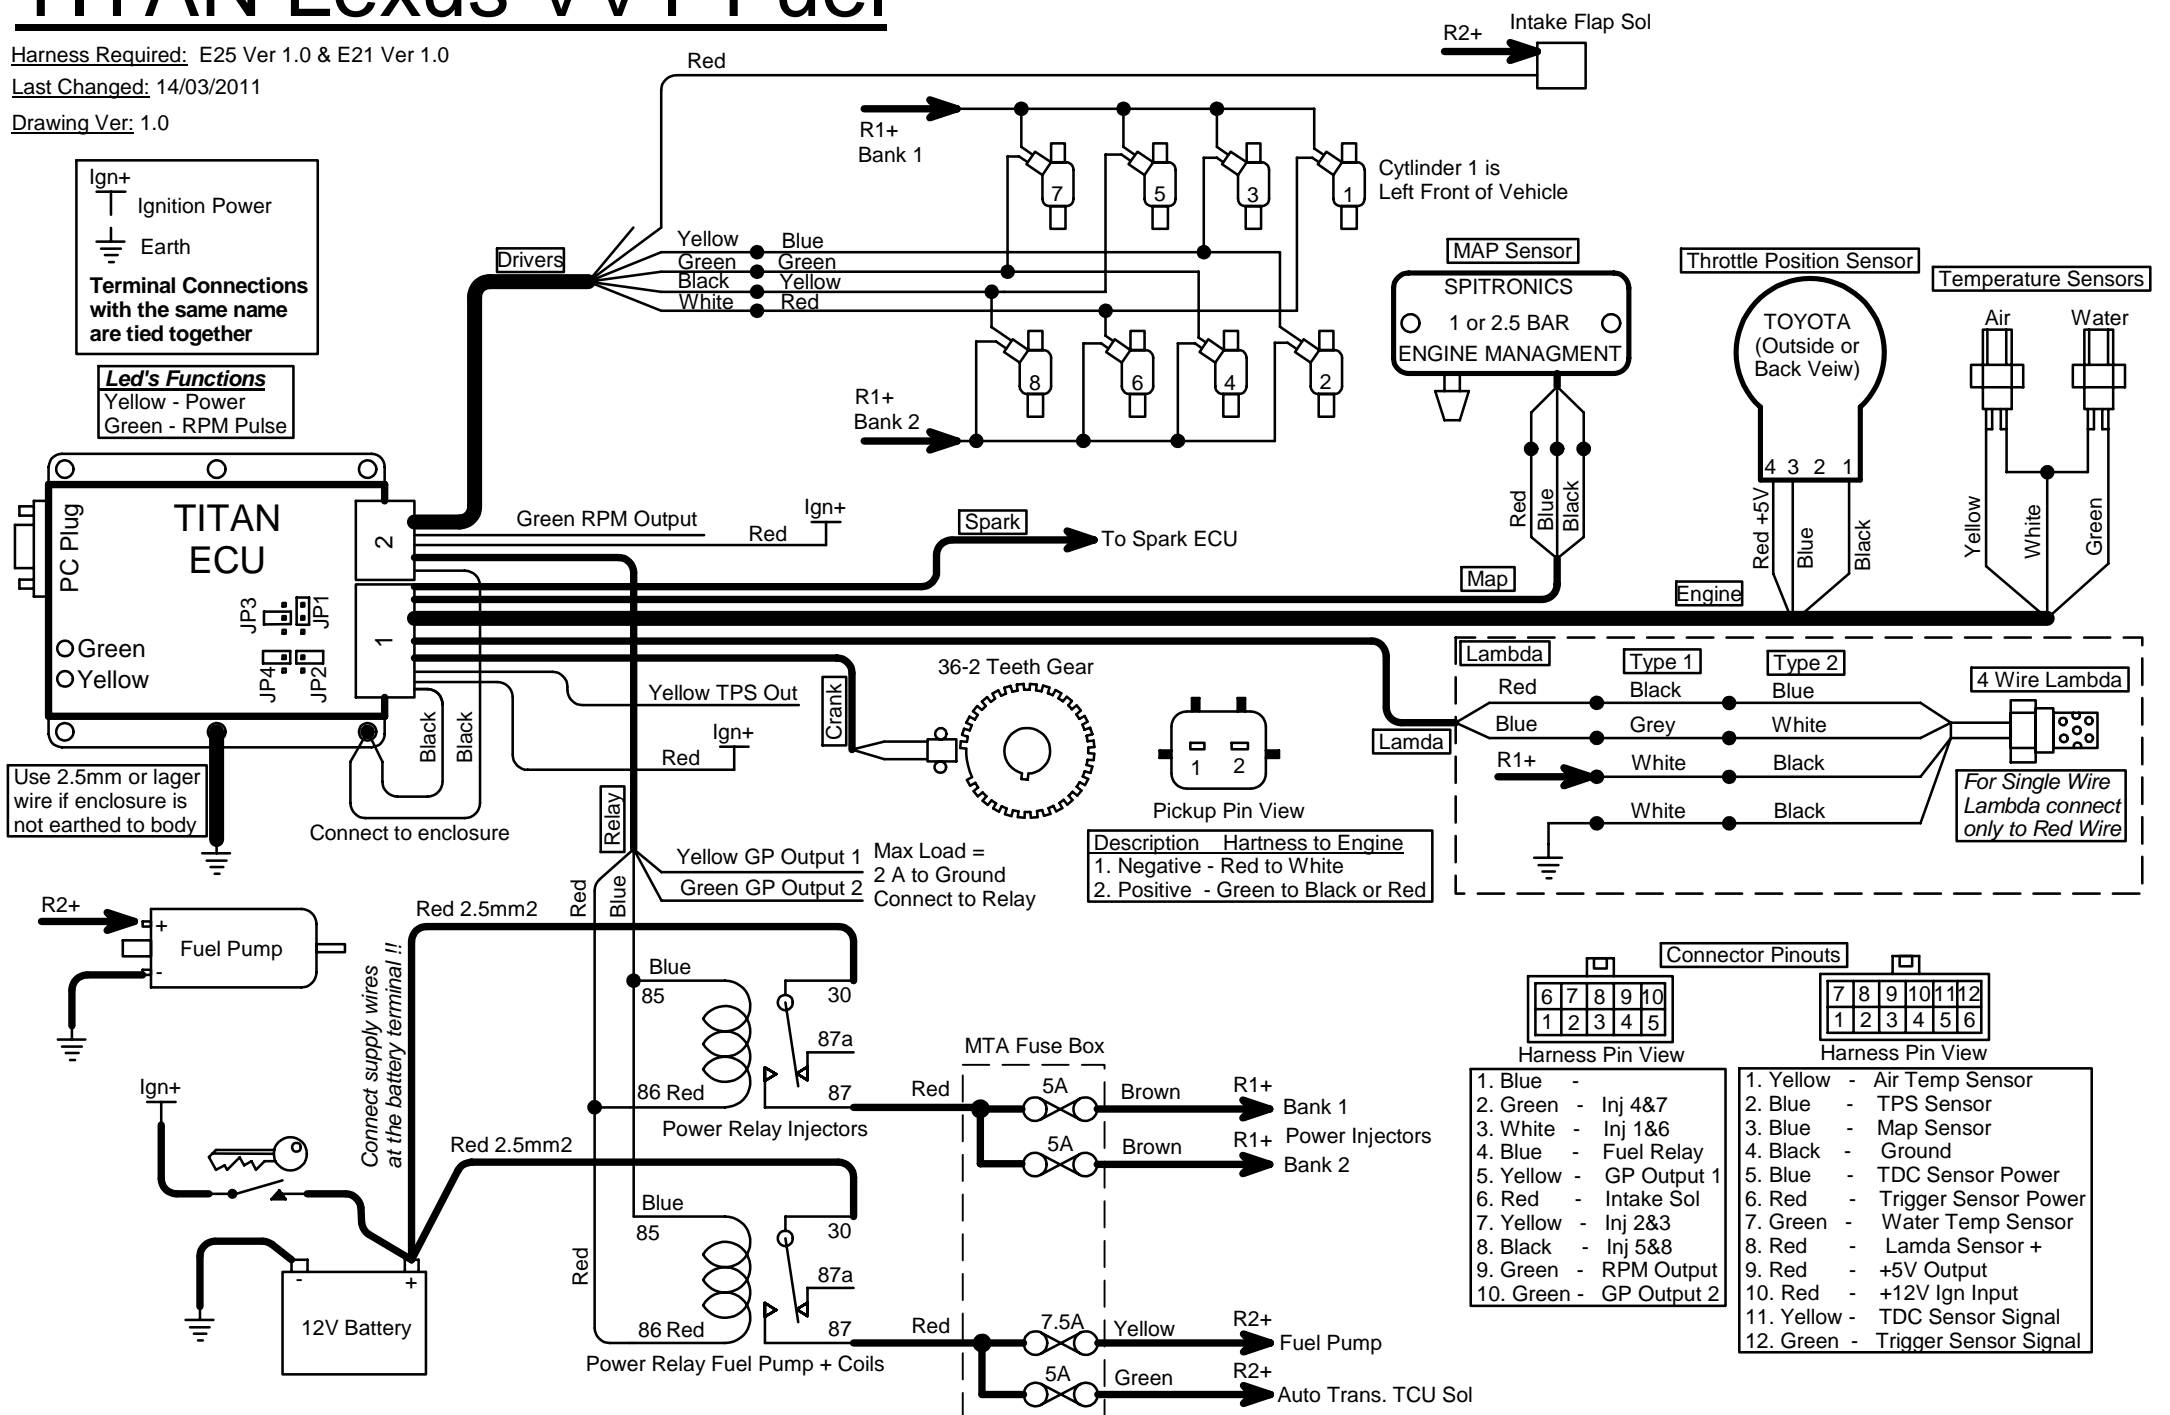 TITAN Lexus VVT Fuel
Harness Required: E25 Ver 1.0 & E21 Ver 1.0
Last Changed: 14/03/2011
Drawing Ver: 1.0
Ign+
Ignition Power
Earth
Terminal Connections
with the same name
are tied together
Led's Functions
Yellow - Power
Green - RPM Pulse
Red
R2+
Intake Flap Sol
R1+
Bank 1
7
5
3
1
Cytlinder 1 is
Left Front of Vehicle
Drivers
Yellow Blue
Green Green
Black Yellow
White Red
8
6
4
2
R1+
Bank 2
MAP Sensor
SPITRONICS
1 or 2.5 BAR
ENGINE MANAGMENT
Red
Blue
Black
Map
Throttle Position Sensor
TOYOTA
(Outside or
Back Veiw)
4 3 2 1
Red +5V
Blue
Black
Engine
Temperature Sensors
Air Water
Yellow
White
Green
PC Plug
TITAN
ECU
2
1
JP3
JP1
JP4
JP2
Green
Yellow
Green RPM Output
Red
Ign+
Spark
To Spark ECU
Black
Black
Connect to enclosure
Use 2.5mm or lager
wire if enclosure is
not earthed to body
Yellow TPS Out
Red
Ign+
Crank
36-2 Teeth Gear
1 2
Pickup Pin View
Description Hartness to Engine
1. Negative - Red to White
2. Positive - Green to Black or Red
Lamda
Lambda
Type 1
Type 2
4 Wire Lambda
Red Black Blue
Blue Grey White
R1+ White Black
White Black
For Single Wire
Lambda connect
only to Red Wire
Relay
Yellow GP Output 1
Green GP Output 2
Max Load =
2 A to Ground
Connect to Relay
Red
Blue
R2+
+
-
Fuel Pump
Red 2.5mm2
Connect supply wires
at the battery terminal !!
Blue
85
30
87a
86 Red
87
Power Relay Injectors
Red
MTA Fuse Box
5A
Brown
R1+
Bank 1
Power Injectors
5A
Brown
R1+
Bank 2
Ign+
Red 2.5mm2
Blue
85
30
87a
86 Red
87
Red
Power Relay Fuel Pump + Coils
Red
7.5A
Yellow
R2+
Fuel Pump
5A
Green
R2+
Auto Trans. TCU Sol
- +
12V Battery
Connector Pinouts
6 7 8 9 10
1 2 3 4 5
Harness Pin View
1. Blue -
2. Green - Inj 4&7
3. White - Inj 1&6
4. Blue - Fuel Relay
5. Yellow - GP Output 1
6. Red - Intake Sol
7. Yellow - Inj 2&3
8. Black - Inj 5&8
9. Green - RPM Output
10. Green - GP Output 2
7 8 9 10 11 12
1 2 3 4 5 6
Harness Pin View
1. Yellow - Air Temp Sensor
2. Blue - TPS Sensor
3. Blue - Map Sensor
4. Black - Ground
5. Blue - TDC Sensor Power
6. Red - Trigger Sensor Power
7. Green - Water Temp Sensor
8. Red - Lamda Sensor +
9. Red - +5V Output
10. Red - +12V Ign Input
11. Yellow - TDC Sensor Signal
12. Green - Trigger Sensor Signal